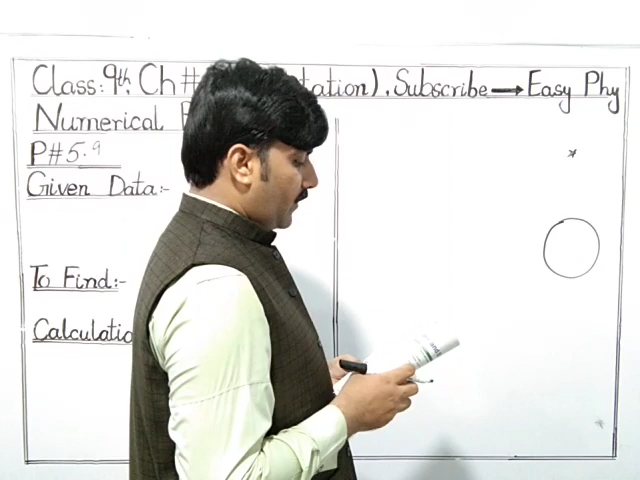 Class:9th, Ch# tation). Subscribe → Easy Phy
Numerical
P#5.9
Given Data:-
To Find:-
Calculatio